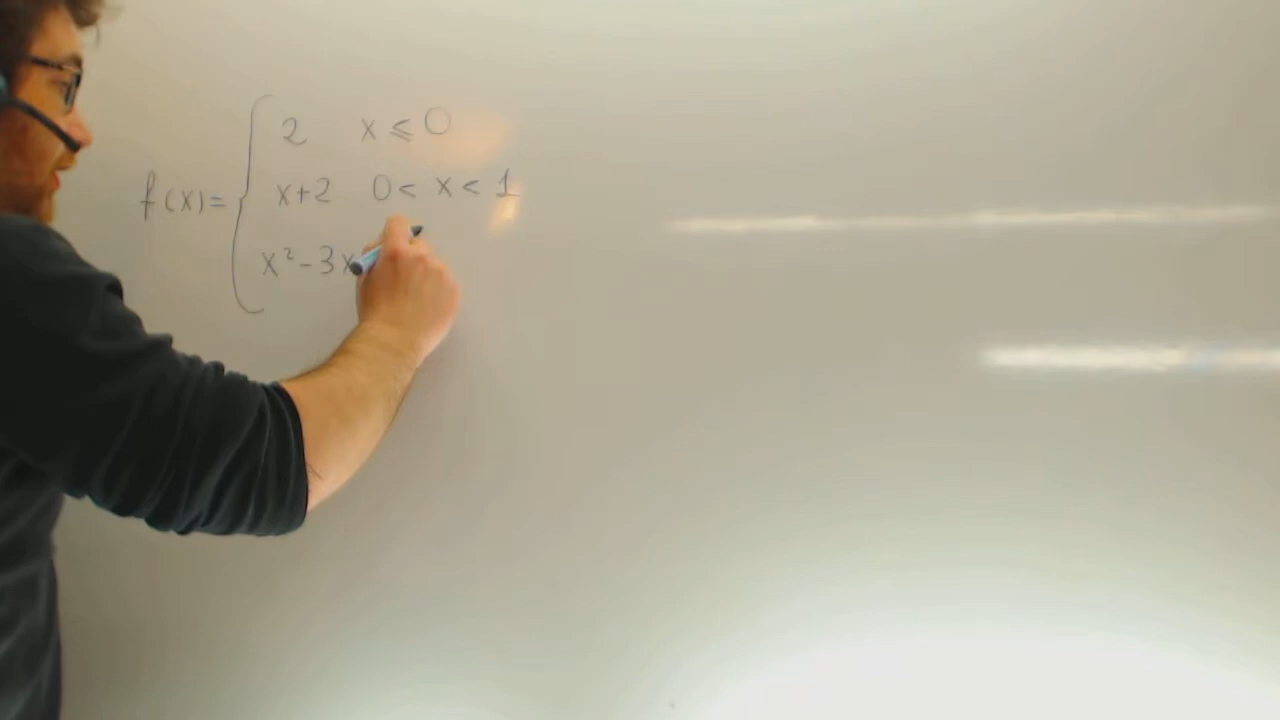 2 x ⩽ 0
f(x)= { x+2 0 < x < 1
x² - 3x